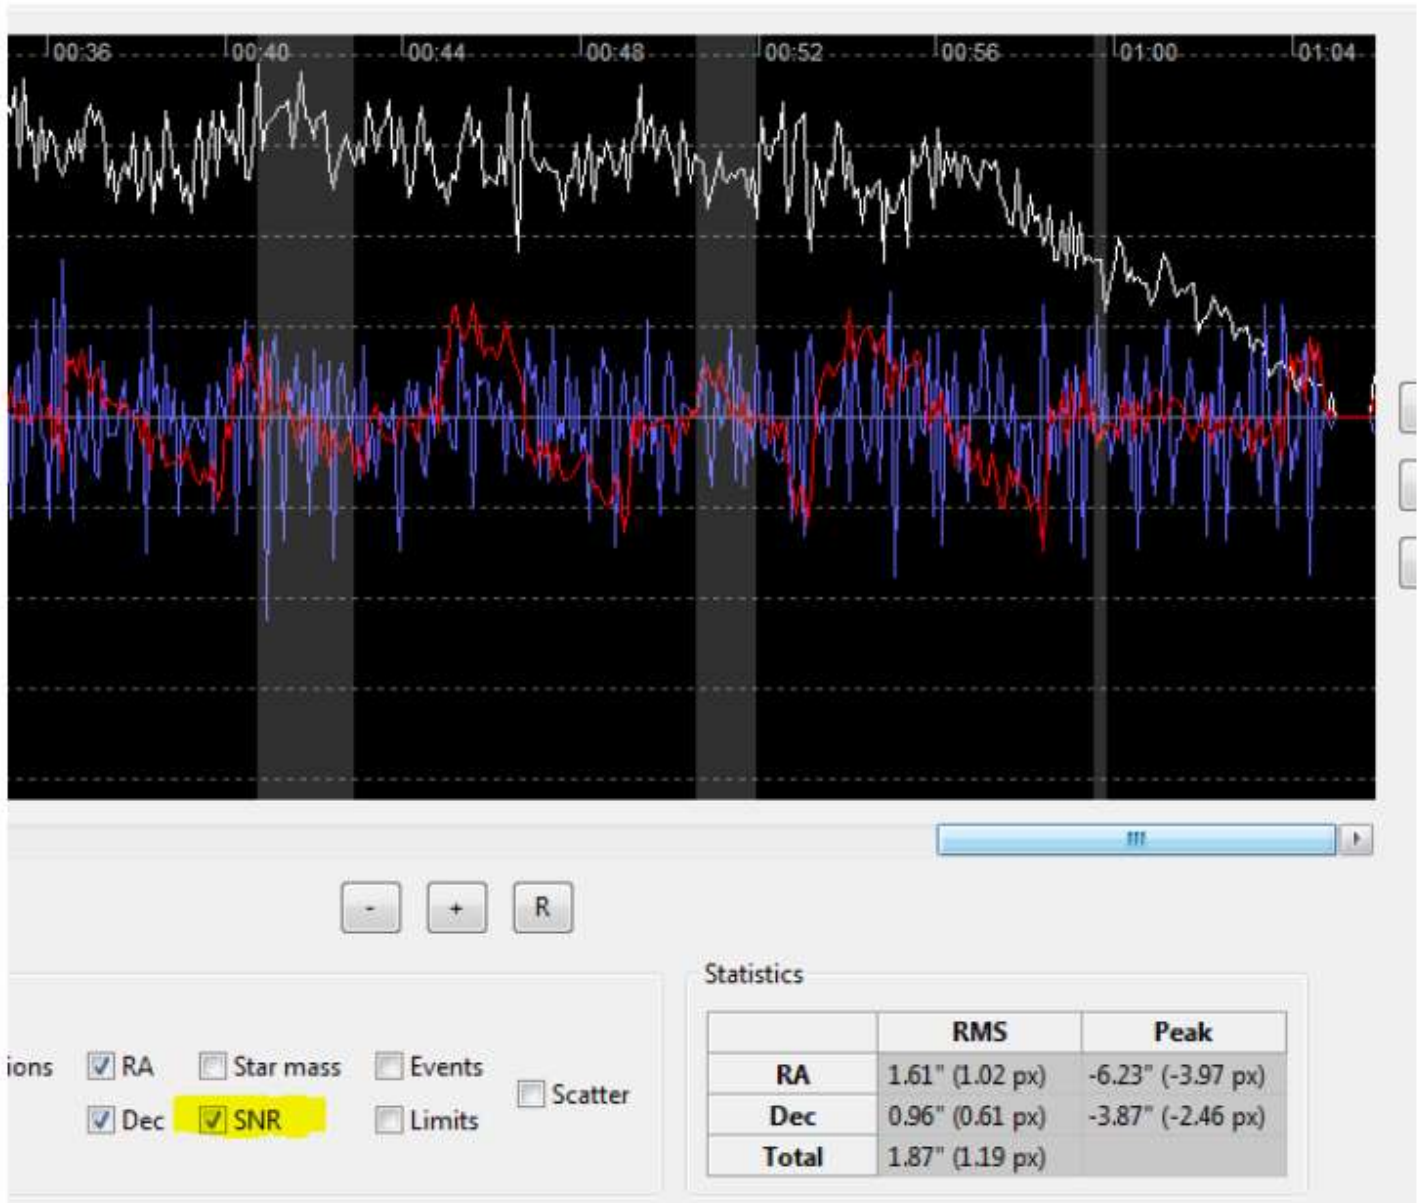 00:36 00:40 00:44 00:48 00:52 00:56 01:00 01:04
- + R
Statistics
RMS Peak
ions RA Star mass Events
Scatter
Dec SNR Limits
RA 1.61" (1.02 px) -6.23" (-3.97 px)
Dec 0.96" (0.61 px) -3.87" (-2.46 px)
Total 1.87" (1.19 px)